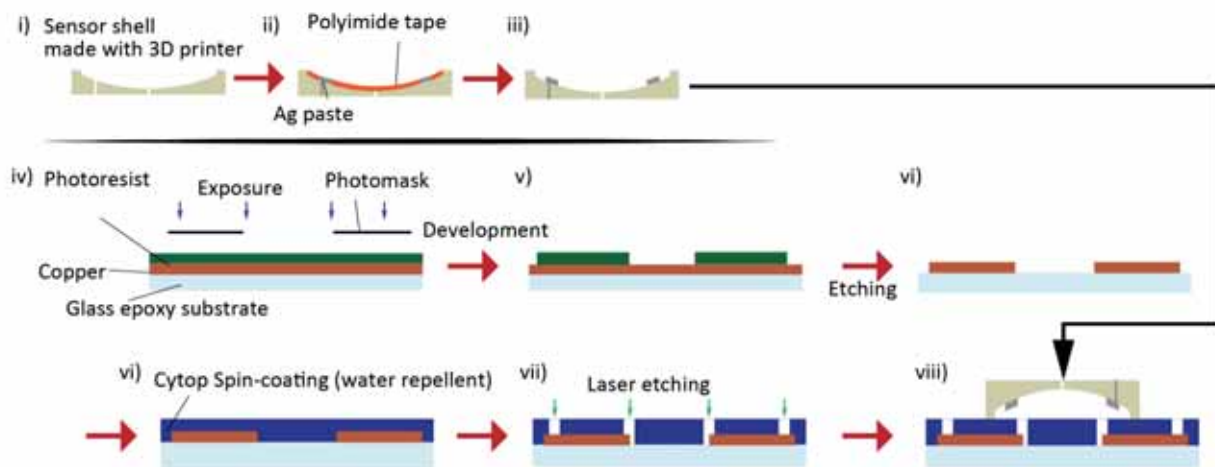 i) Sensor shell
made with 3D printer
ii)
Polyimide tape
Ag paste
iii)
iv) Photoresist
Exposure
Photomask
Development
Copper
Glass epoxy substrate
v)
vi)
Etching
vi)
Cytop Spin-coating (water repellent)
vii)
Laser etching
viii)